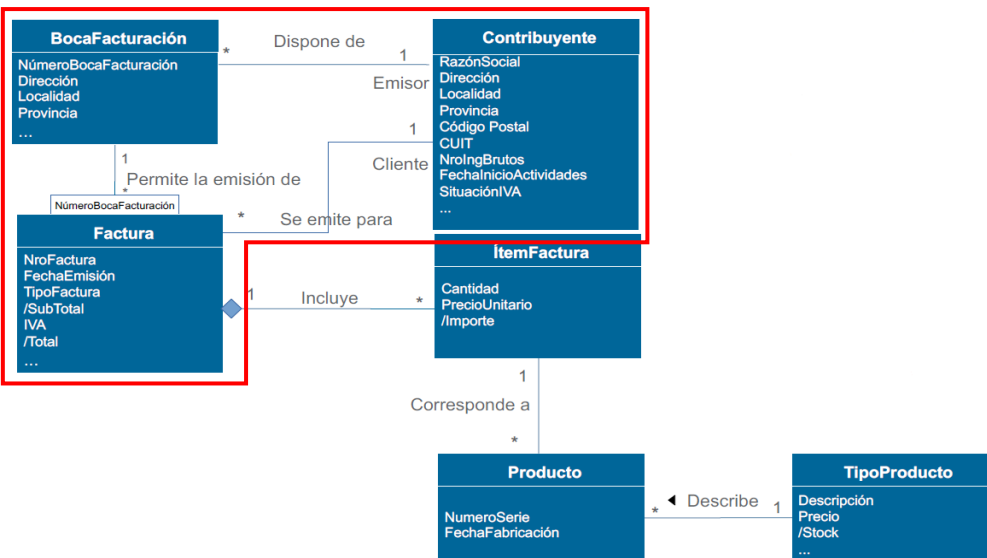 BocaFacturación
NúmeroBocaFacturación
Dirección
Localidad
Provincia
...
*
Dispone de
1
Emisor
Contribuyente
RazónSocial
Dirección
Localidad
Provincia
Código Postal
CUIT
NroIngBrutos
FechaInicioActividades
SituaciónIVA
...
1
Cliente
1
Permite la emisión de
*
NúmeroBocaFacturación
*
Se emite para
Factura
NroFactura
FechaEmisión
TipoFactura
/SubTotal
IVA
/Total
...
1
Incluye
*
ÍtemFactura
Cantidad
PrecioUnitario
/Importe
1
Corresponde a
*
Producto
NumeroSerie
FechaFabricación
*
Describe
1
TipoProducto
Descripción
Precio
/Stock
...